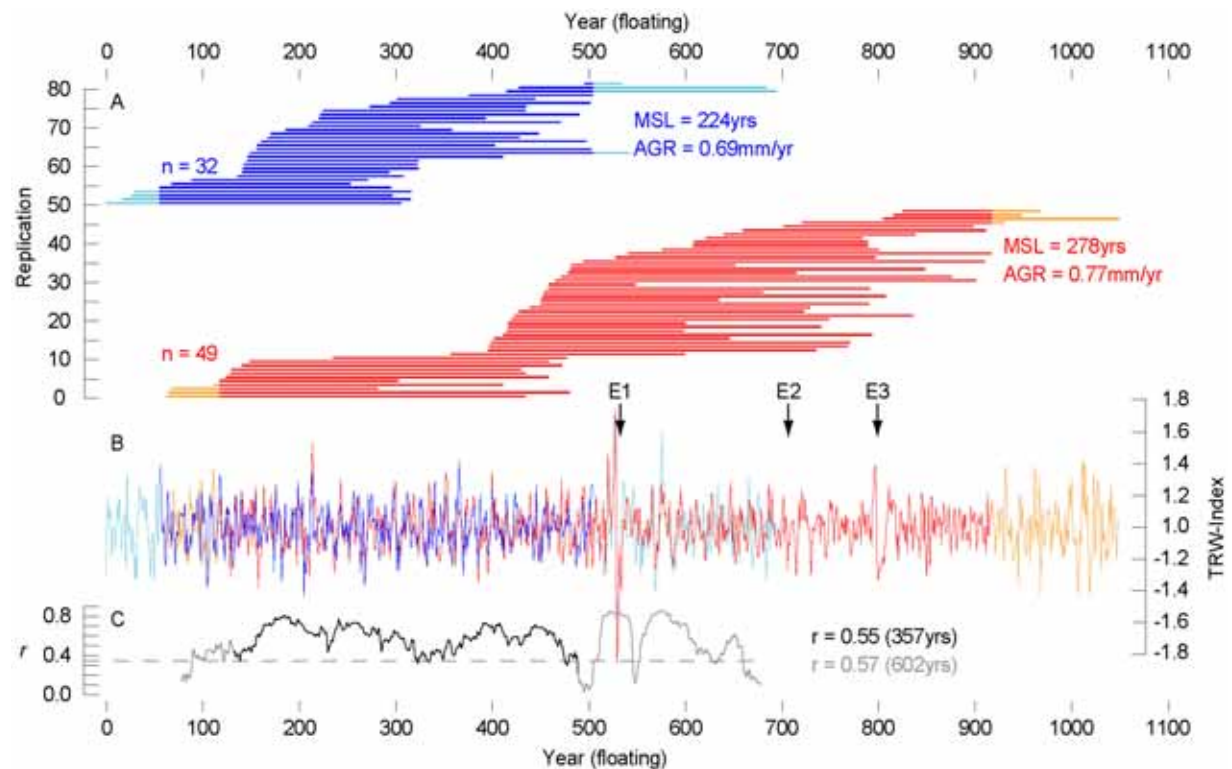 Year (floating)
0 100 200 300 400 500 600 700 800 900 1000 1100
A
80
70
60
50
40
30
20
10
0
Replication
n = 32
MSL = 224yrs
AGR = 0.69mm/yr
MSL = 278yrs
AGR = 0.77mm/yr
n = 49
E1 E2 E3
B
1.8
1.6
1.4
1.2
1.0
-1.2
-1.4
-1.6
-1.8
TRW-Index
C
0.8
0.4
0.0
r
r = 0.55 (357yrs)
r = 0.57 (602yrs)
0 100 200 300 400 500 600 700 800 900 1000 1100
Year (floating)